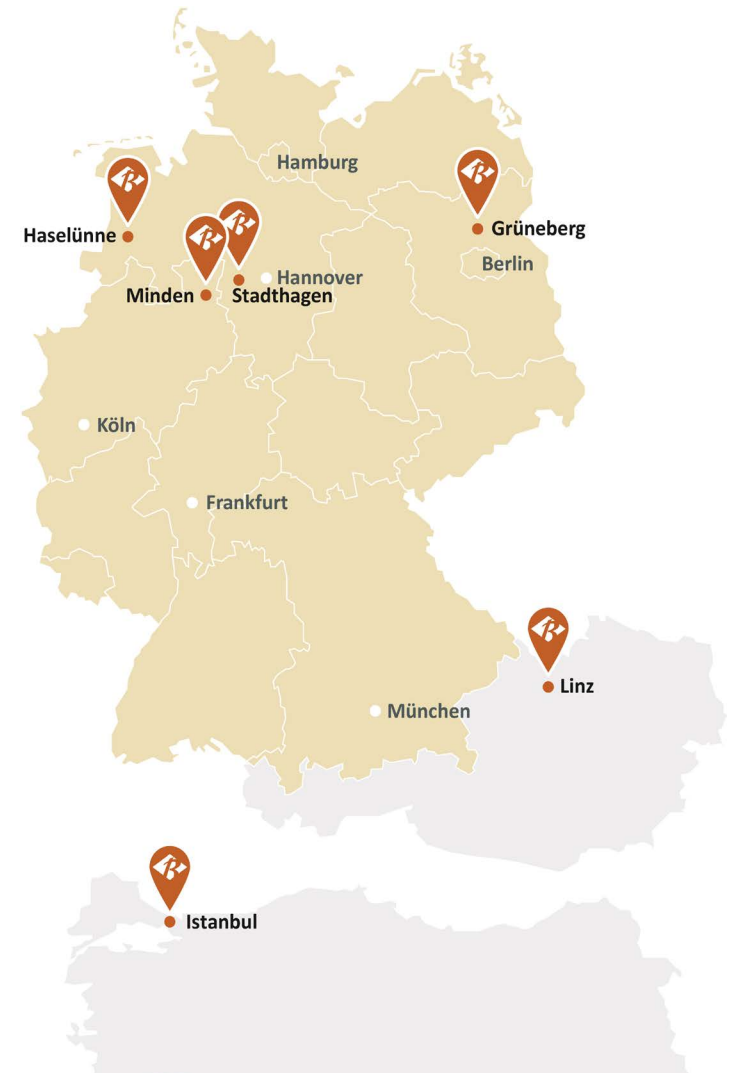 Hamburg
Haselünne
Grüneberg
Berlin
Hannover
Minden
Stadthagen
Köln
Frankfurt
Linz
München
Istanbul